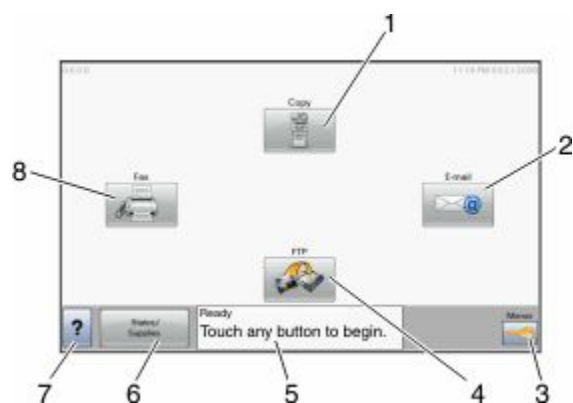 1
Copy
2
E-mail
8
Fax
FTP
Ready
Touch any button to begin.
Status/
Supplies
Menus
?
7
6
5
4
3